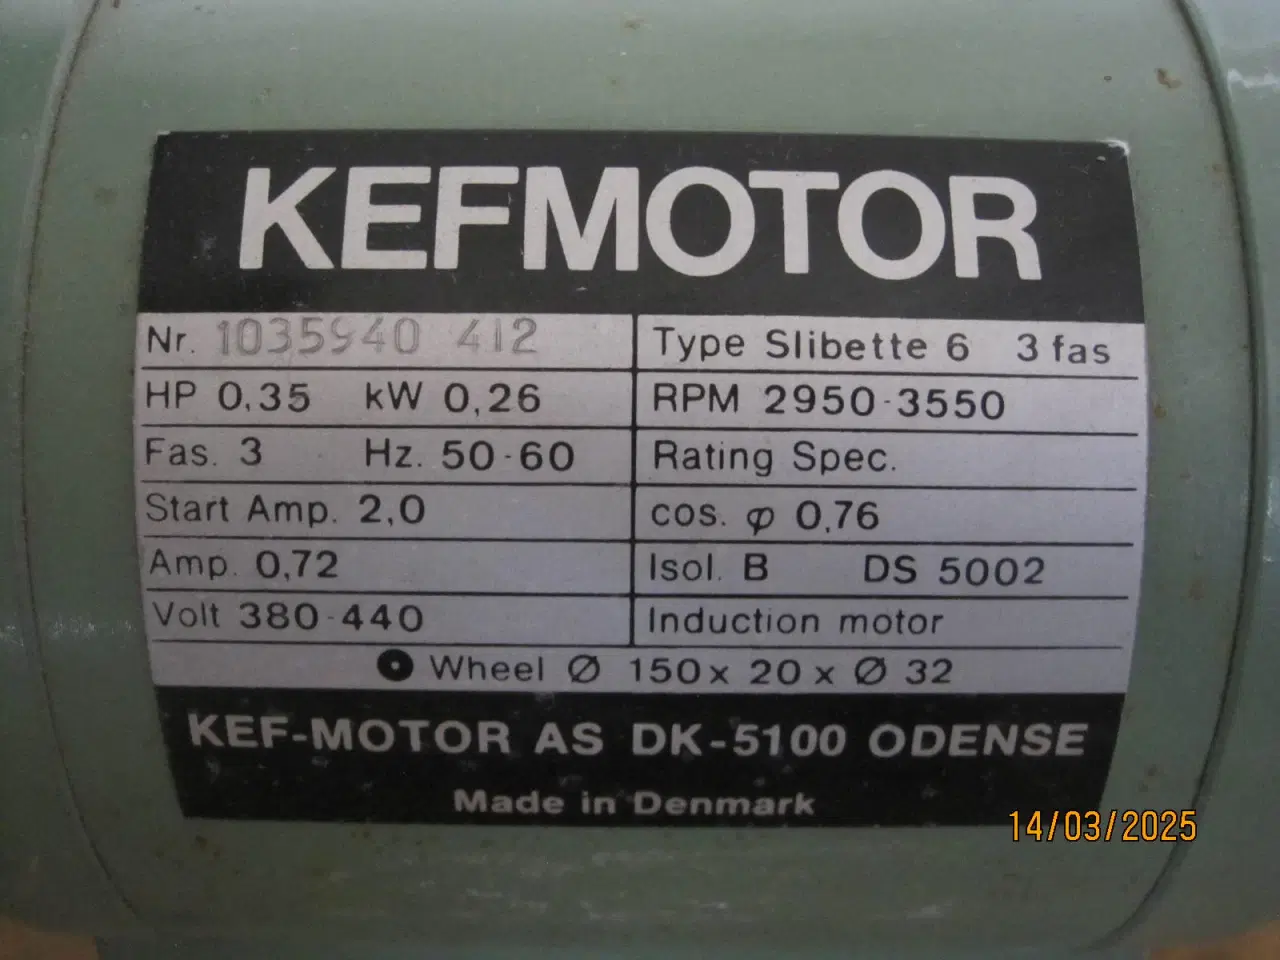 KEFMOTOR
Nr. 1035940 412
Type Slibette 6 3 fas
HP 0,35 kW 0,26
RPM 2950-3550
Fas. 3 Hz. 50-60
Rating Spec.
Start Amp. 2,0
cos. φ 0,76
Amp. 0,72
Isol. B DS 5002
Volt 380-440
Induction motor
Wheel Ø 150 x 20 x Ø 32
KEF-MOTOR AS DK-5100 ODENSE
Made in Denmark
14/03/2025